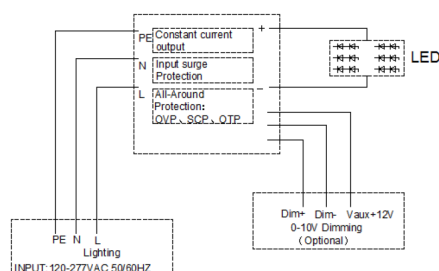 PE
Constant current
output
+
N
Input surge
Protection
L
All-Around
Protection:
OVP、SCP、OTP
−
LED
Dim+ Dim- Vaux+12V
0-10V Dimming
(Optional)
PE N L
Lighting
INPUT: 120-277VAC 50/60HZ